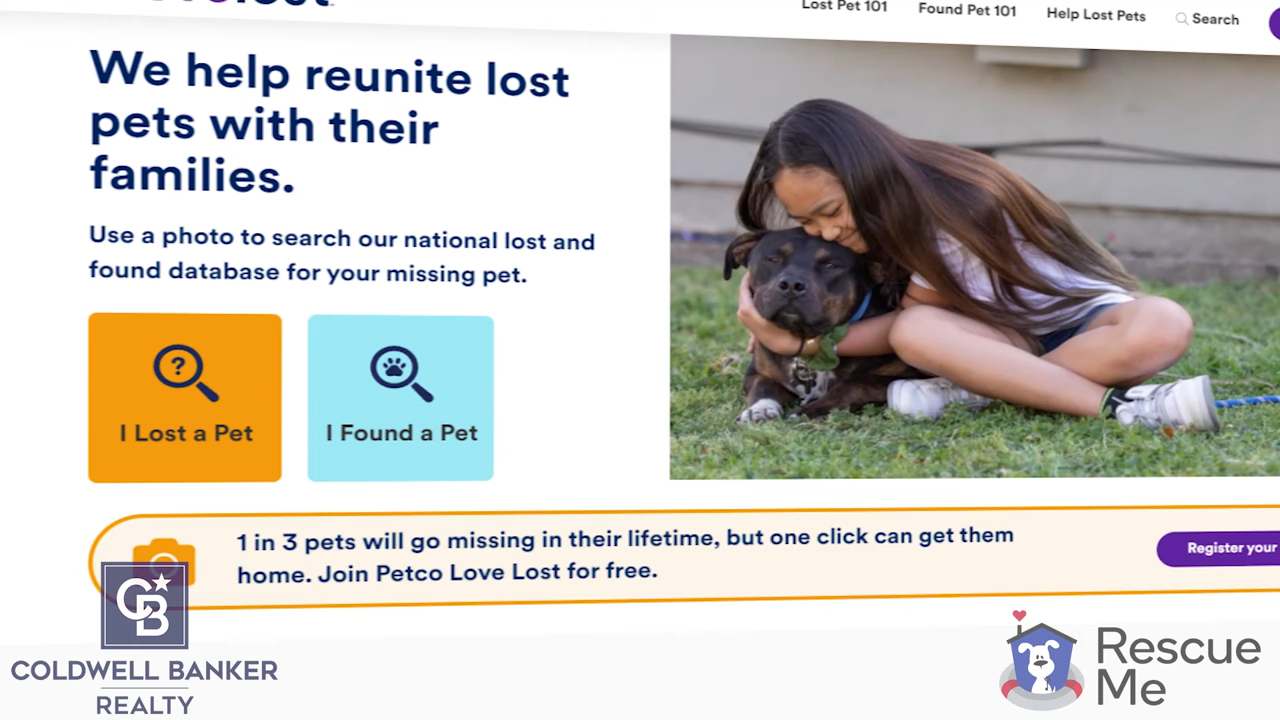 Lost Pet 101
Found Pet 101
Help Lost Pets
Search
We help reunite lost
pets with their
families.
Use a photo to search our national lost and
found database for your missing pet.
?
I Lost a Pet
I Found a Pet
1 in 3 pets will go missing in their lifetime, but one click can get them
home. Join Petco Love Lost for free.
Register your
CB
COLDWELL BANKER
REALTY
Rescue
Me